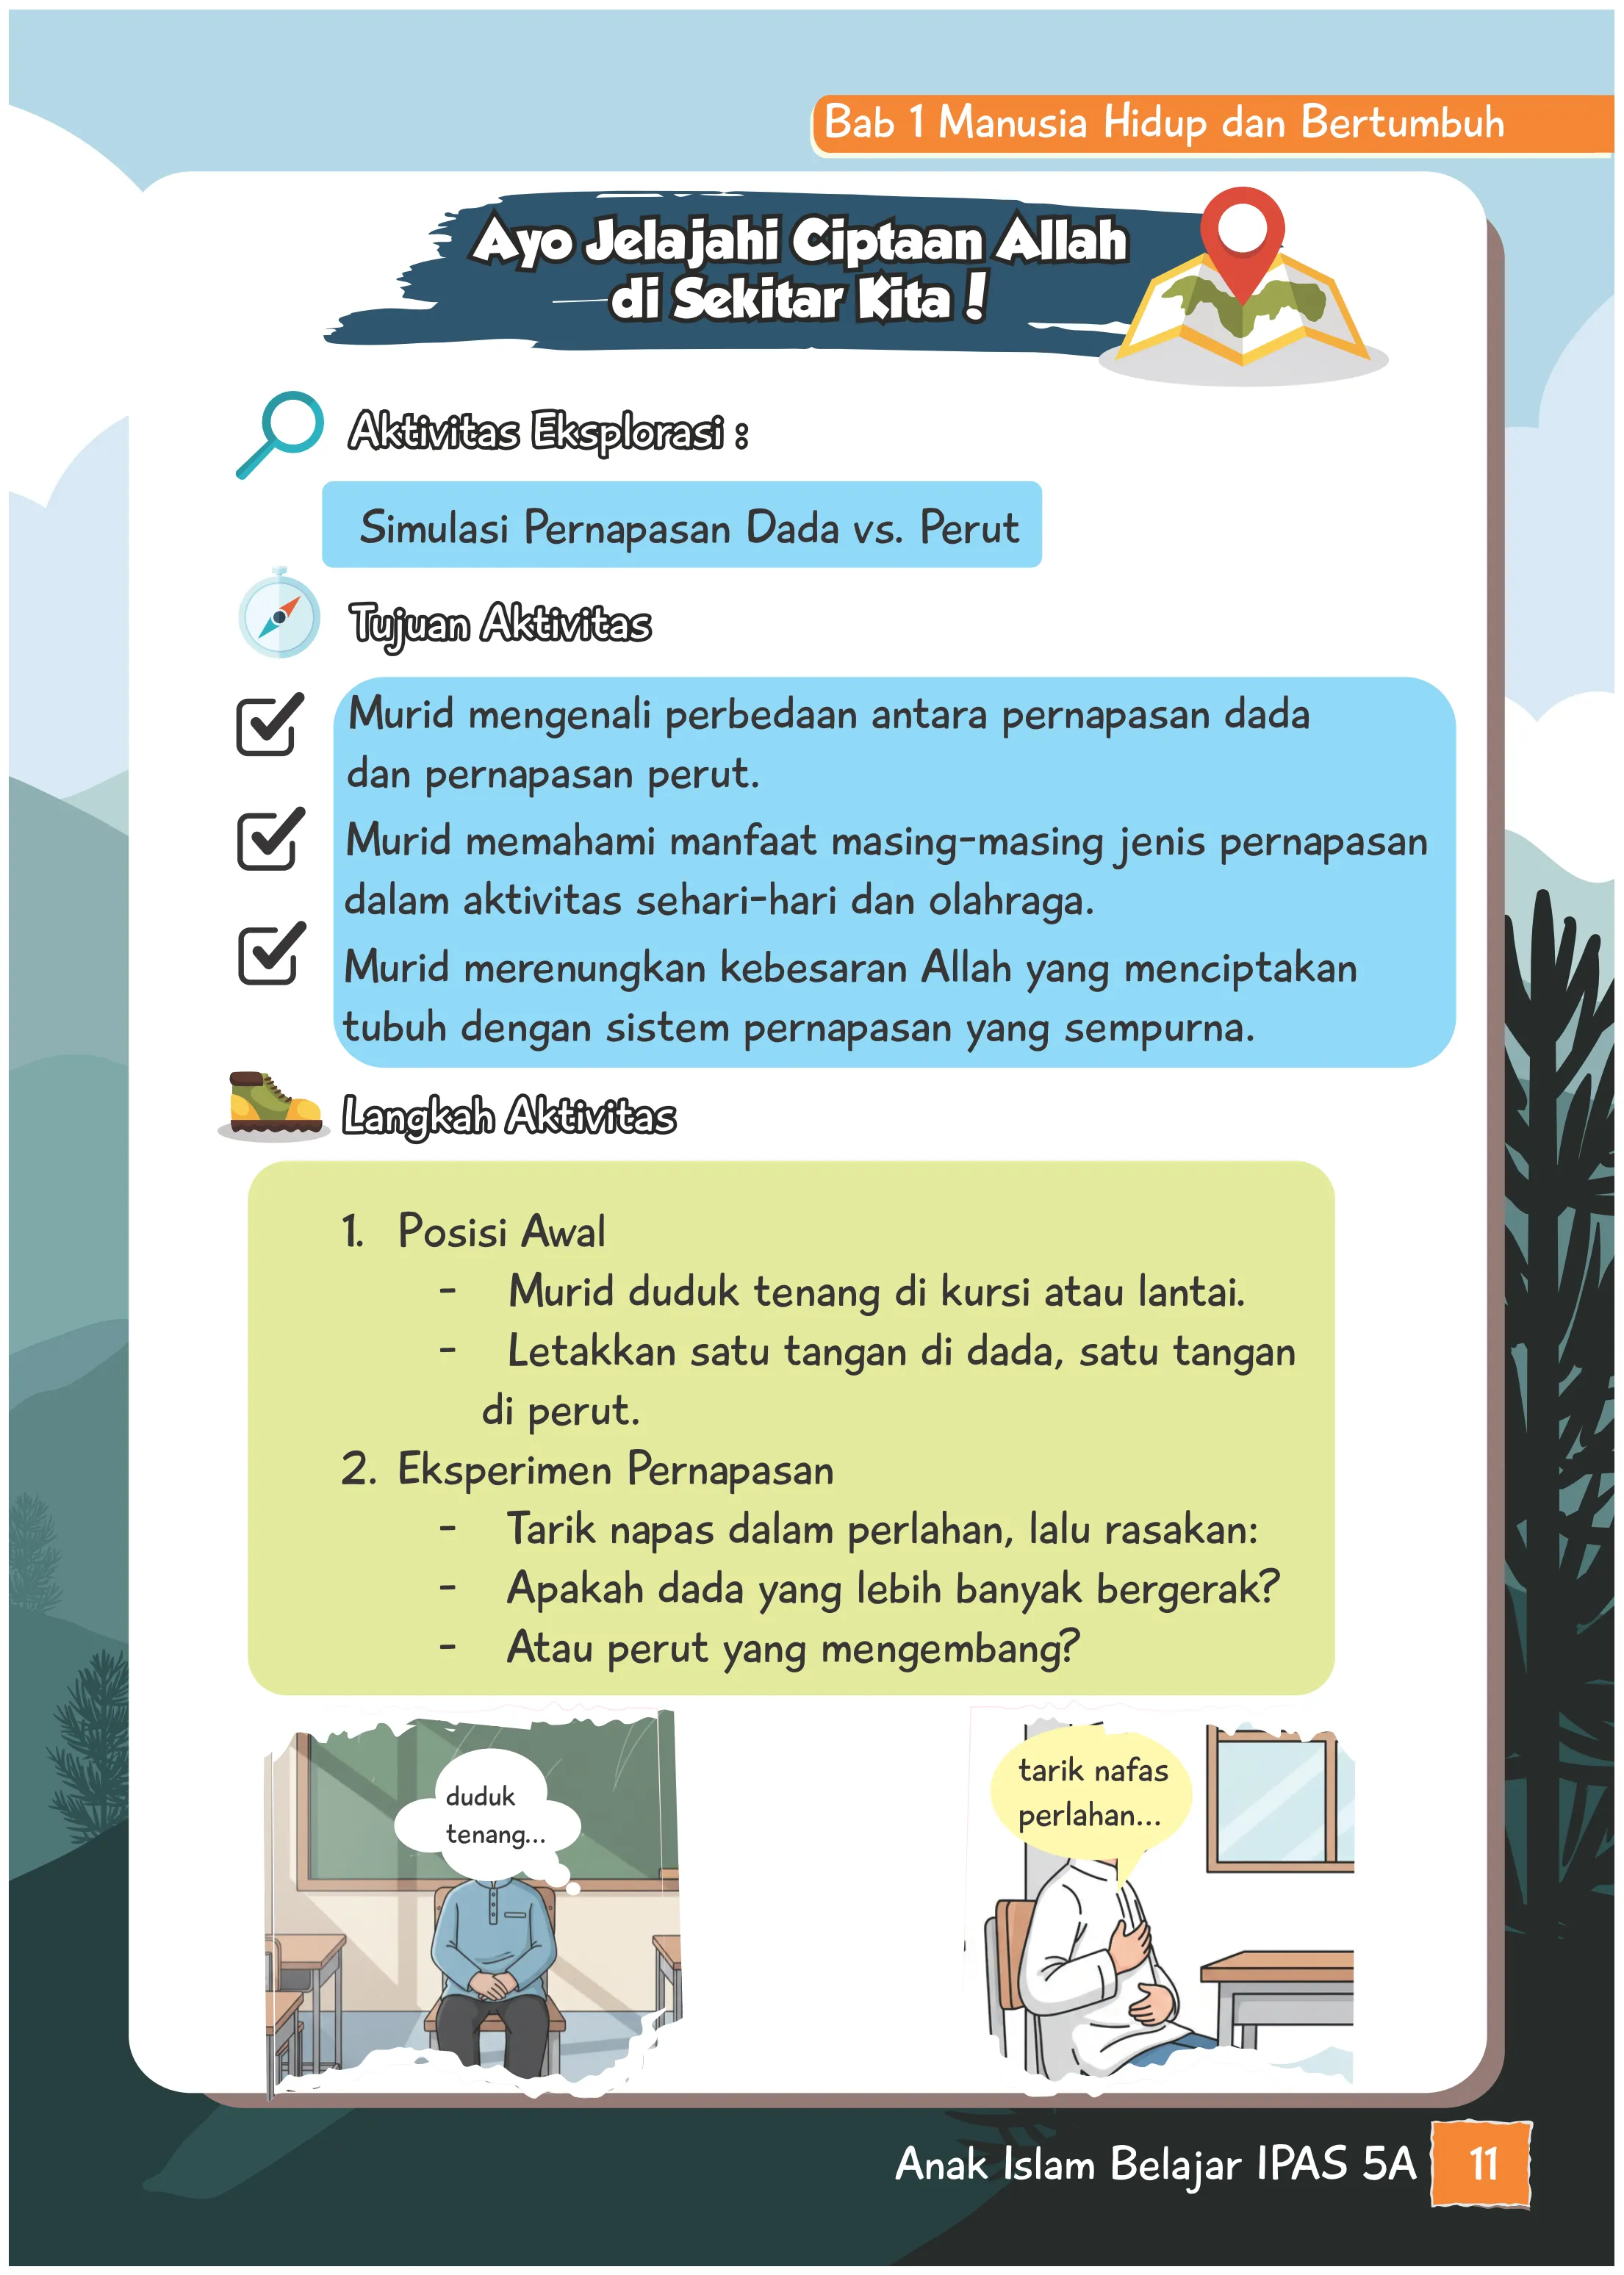 Bab 1 Manusia Hidup dan Bertumbuh
Ayo Jelajahi Ciptaan Allah
di Sekitar Kita!
Aktivitas Eksplorasi :
Simulasi Pernapasan Dada vs. Perut
Tujuan Aktivitas
Murid mengenali perbedaan antara pernapasan dada
dan pernapasan perut.
Murid memahami manfaat masing-masing jenis pernapasan
dalam aktivitas sehari-hari dan olahraga.
Murid merenungkan kebesaran Allah yang menciptakan
tubuh dengan sistem pernapasan yang sempurna.
Langkah Aktivitas
1. Posisi Awal
- Murid duduk tenang di kursi atau lantai.
- Letakkan satu tangan di dada, satu tangan
di perut.
2. Eksperimen Pernapasan
- Tarik napas dalam perlahan, lalu rasakan:
- Apakah dada yang lebih banyak bergerak?
- Atau perut yang mengembang?
duduk
tenang...
tarik nafas
perlahan...
Anak Islam Belajar IPAS 5A
11